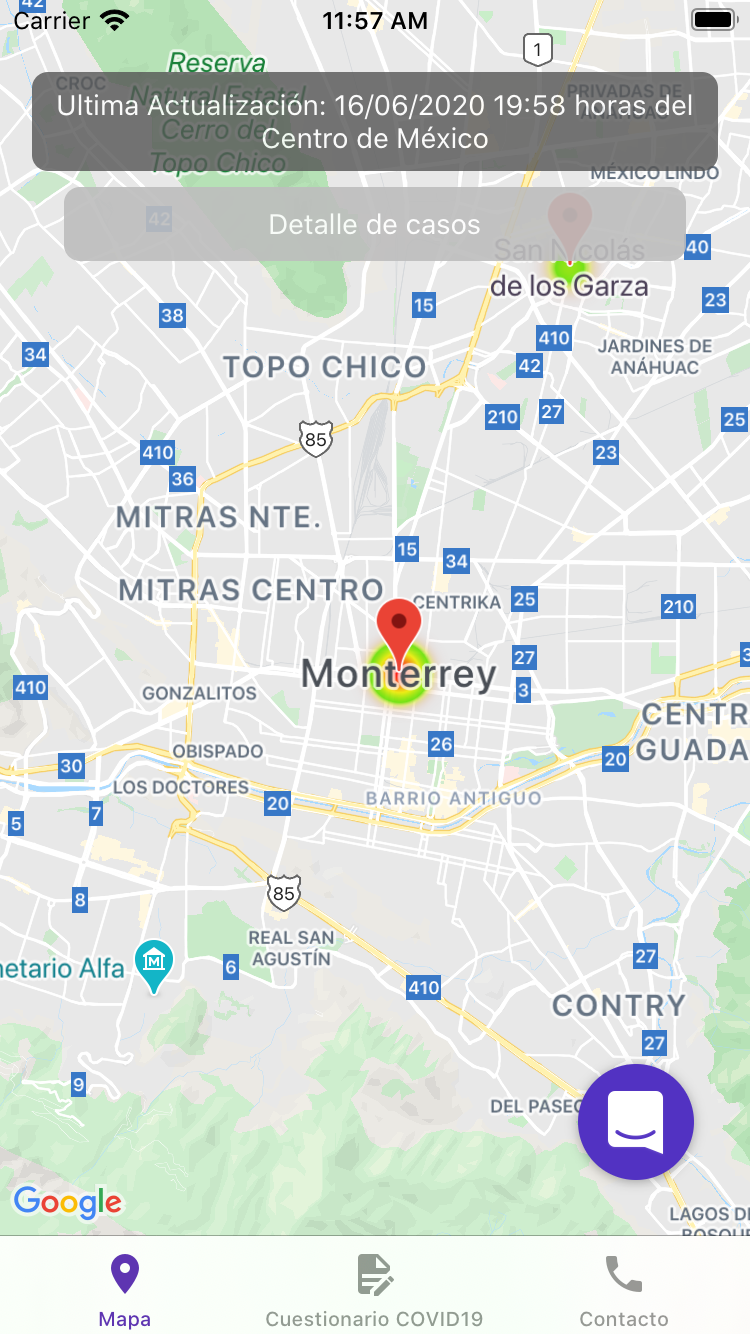 42
Carrier
11:57 AM
1
Reserva
CROC
PRIVADAS DE
ANÁHUAC
Natural Estatal
Ultima Actualización: 16/06/2020 19:58 horas del
Centro de México
Cerro del
Topo Chico
MÉXICO LINDO
42
Detalle de casos
40
San Nicolás
de los Garza
38
15
23
34
410
JARDINES DE
ANÁHUAC
TOPO CHICO
42
210
27
25
85
410
23
36
MITRAS NTE.
15
34
MITRAS CENTRO
CENTRIKA
25
210
27
Monterrey
410
GONZALITOS
3
CENTR
GUADA
26
OBISPADO
20
30
LOS DOCTORES
20
BARRIO ANTIGUO
7
5
85
8
REAL SAN
AGUSTÍN
netario Alfa
6
27
410
CONTRY
27
9
DEL PASEO
Google
LAGOS DE
BOSQUE
Mapa
Cuestionario COVID19
Contacto